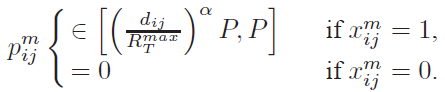 $$p_{ij}^{m} \begin{cases} \in \left[ \left( \frac{d_{ij}}{R_T^{max}} \right)^{\alpha} P, P \right] & \text{if } x_{ij}^{m} = 1, \\ = 0 & \text{if } x_{ij}^{m} = 0. \end{cases}$$